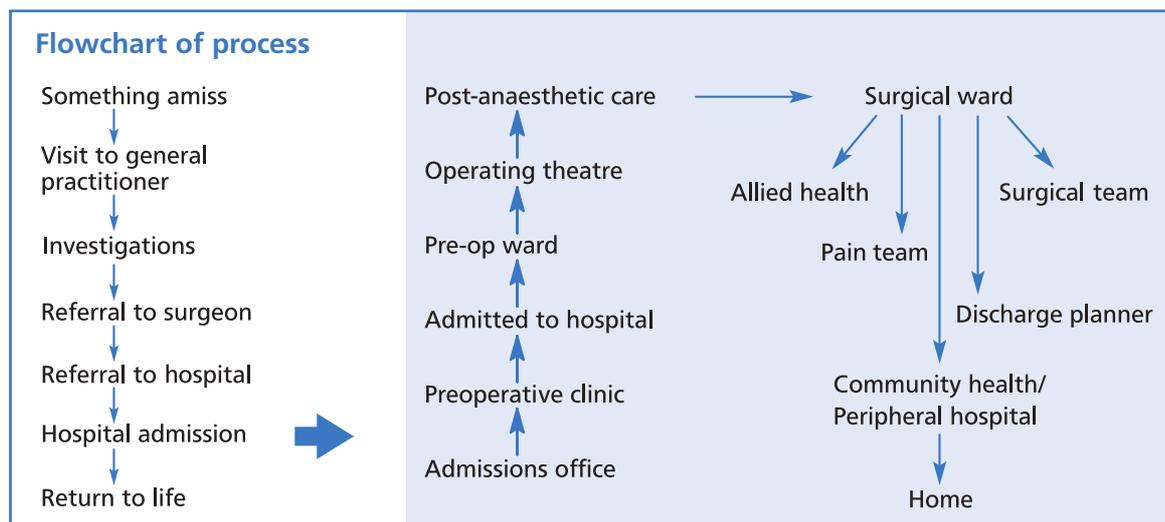 Flowchart of process
Something amiss
Visit to general
practitioner
Investigations
Referral to surgeon
Referral to hospital
Hospital admission
Return to life
Post-anaesthetic care
Operating theatre
Pre-op ward
Admitted to hospital
Preoperative clinic
Admissions office
Surgical ward
Allied health
Surgical team
Pain team
Discharge planner
Community health/
Peripheral hospital
Home